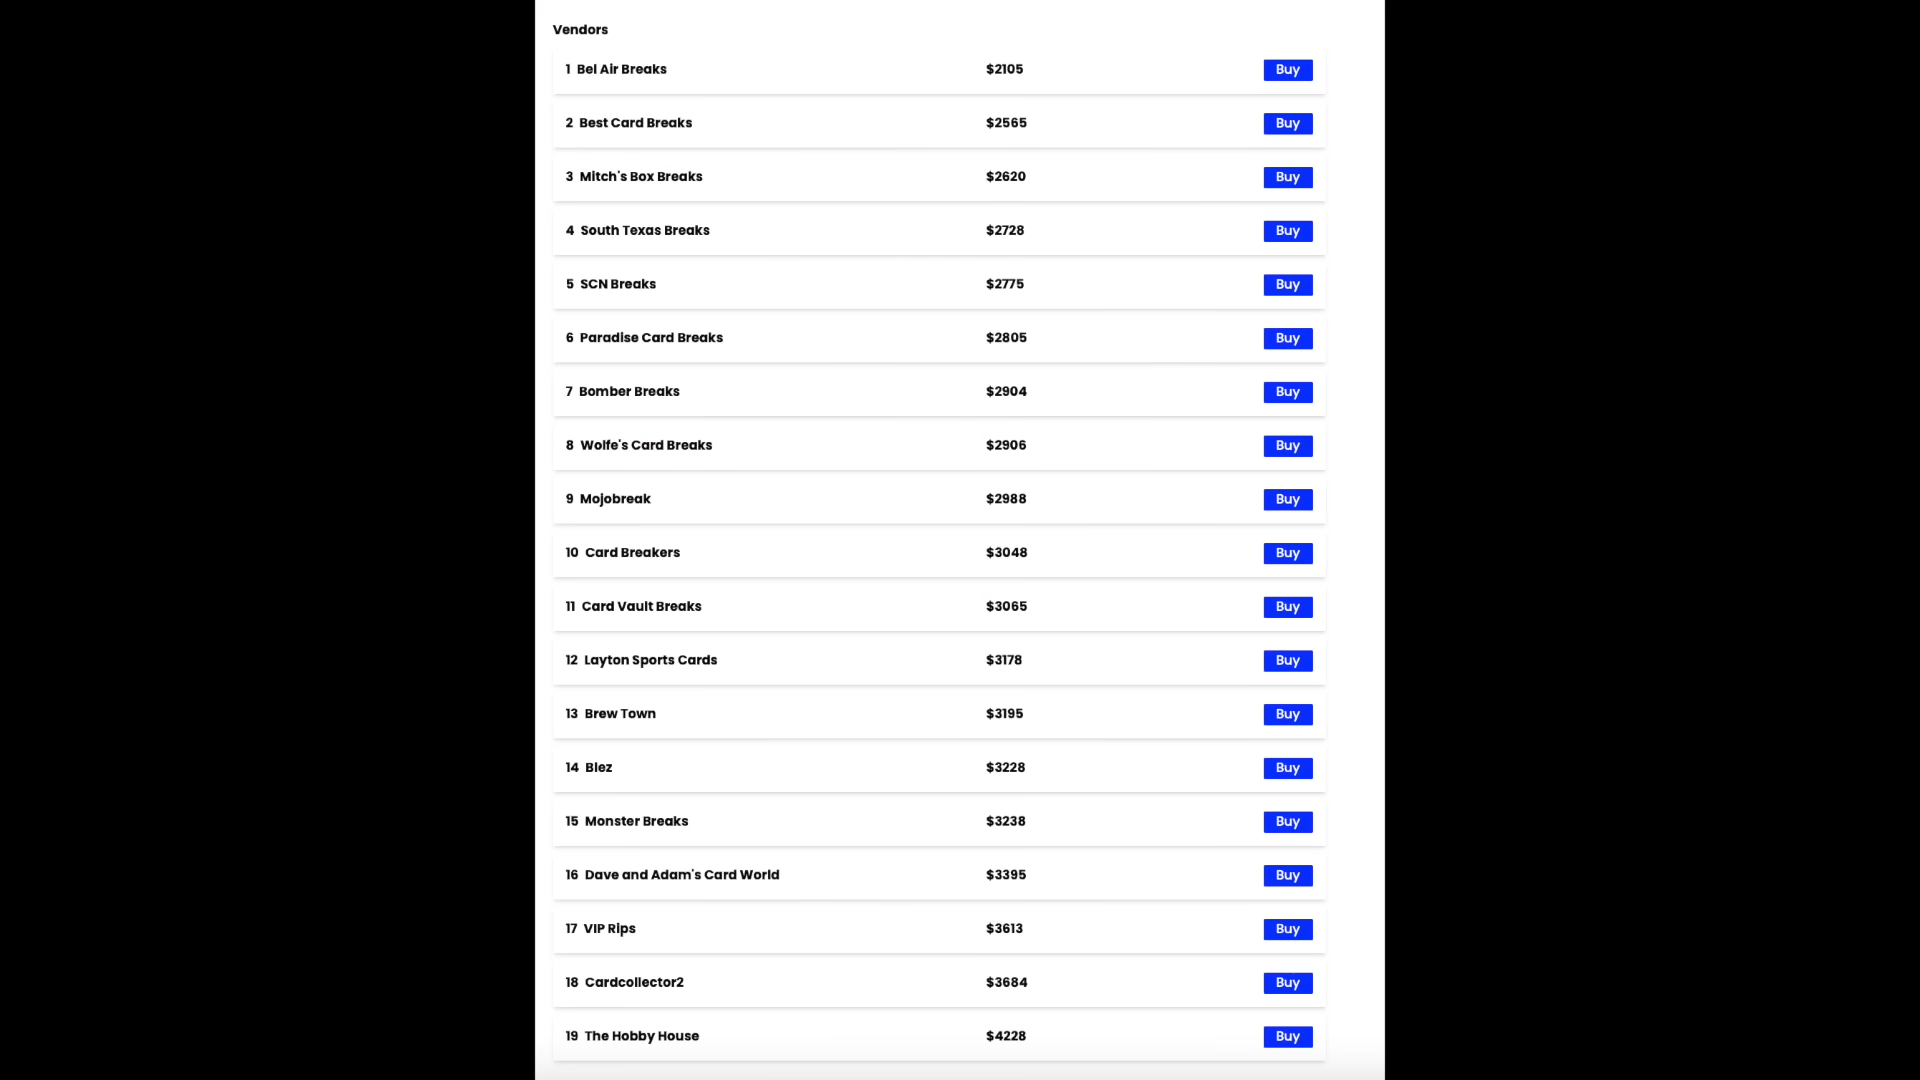 Vendors
1 Bel Air Breaks $2105 Buy
2 Best Card Breaks $2565 Buy
3 Mitch's Box Breaks $2620 Buy
4 South Texas Breaks $2728 Buy
5 SCN Breaks $2775 Buy
6 Paradise Card Breaks $2805 Buy
7 Bomber Breaks $2904 Buy
8 Wolfe's Card Breaks $2906 Buy
9 Mojobreak $2988 Buy
10 Card Breakers $3048 Buy
11 Card Vault Breaks $3065 Buy
12 Layton Sports Cards $3178 Buy
13 Brew Town $3195 Buy
14 Blez $3228 Buy
15 Monster Breaks $3238 Buy
16 Dave and Adam's Card World $3395 Buy
17 VIP Rips $3613 Buy
18 Cardcollector2 $3684 Buy
19 The Hobby House $4228 Buy